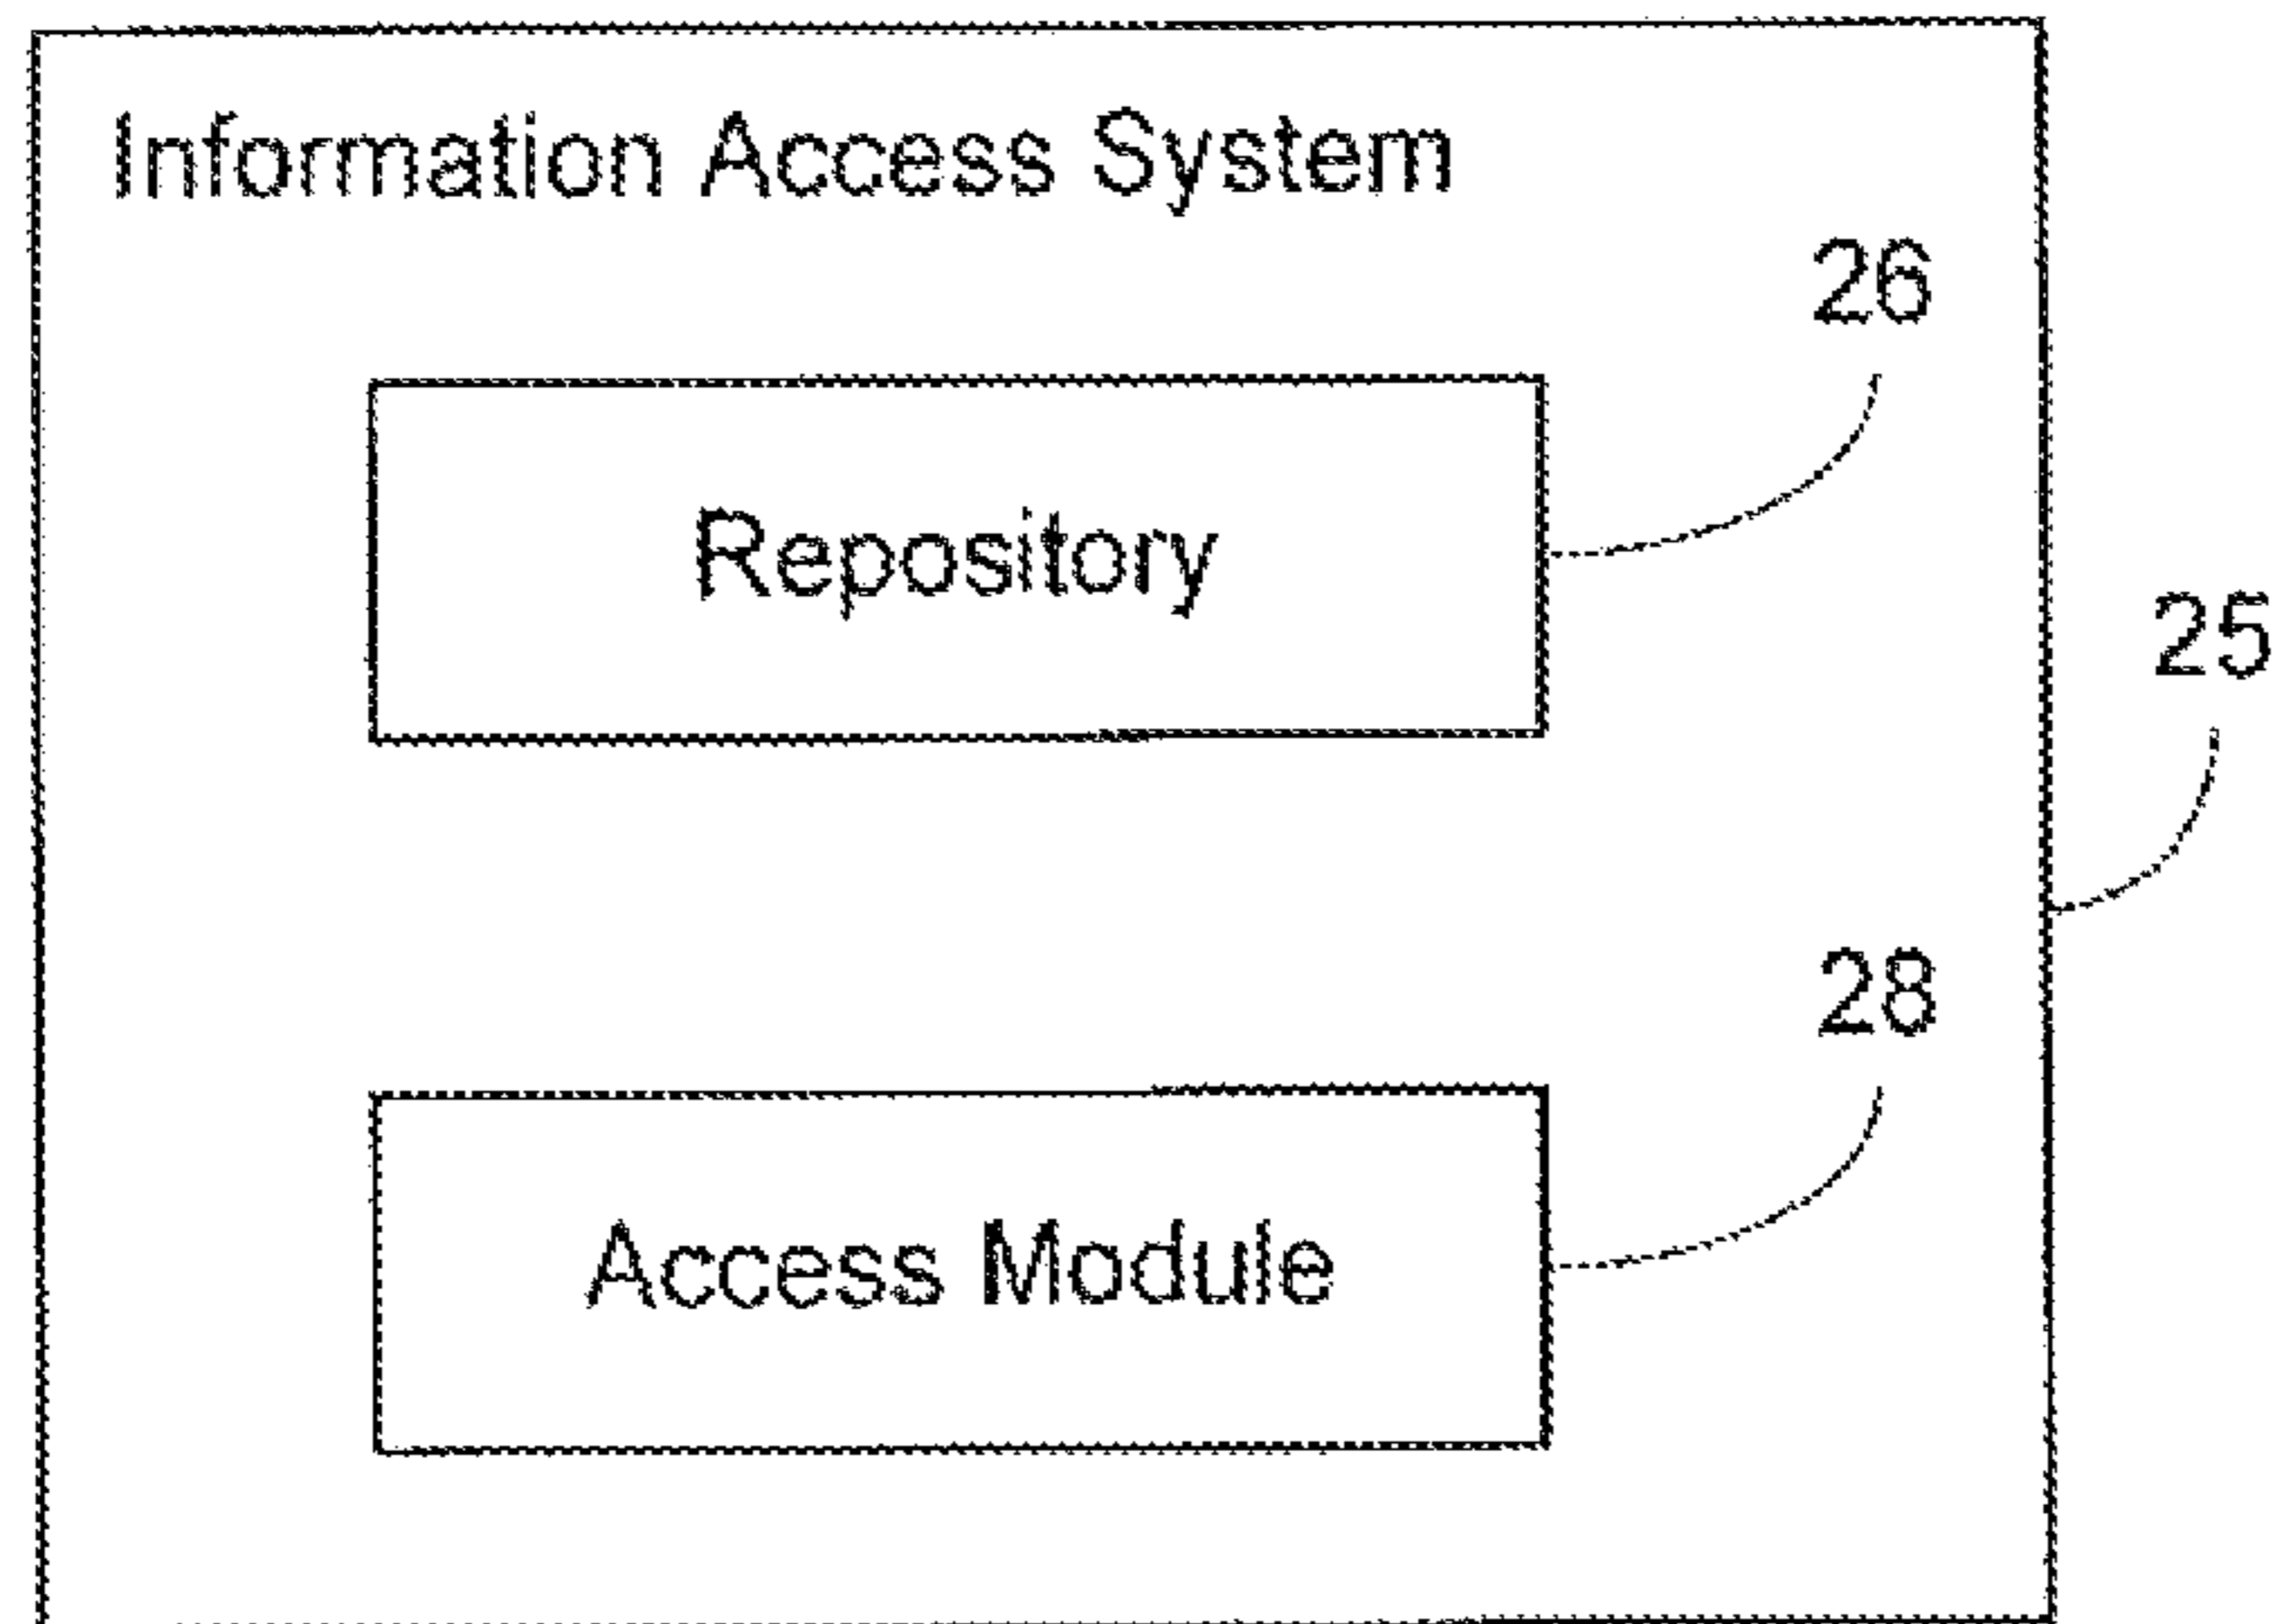 Information Access System
26
Repository
25
28
Access Module